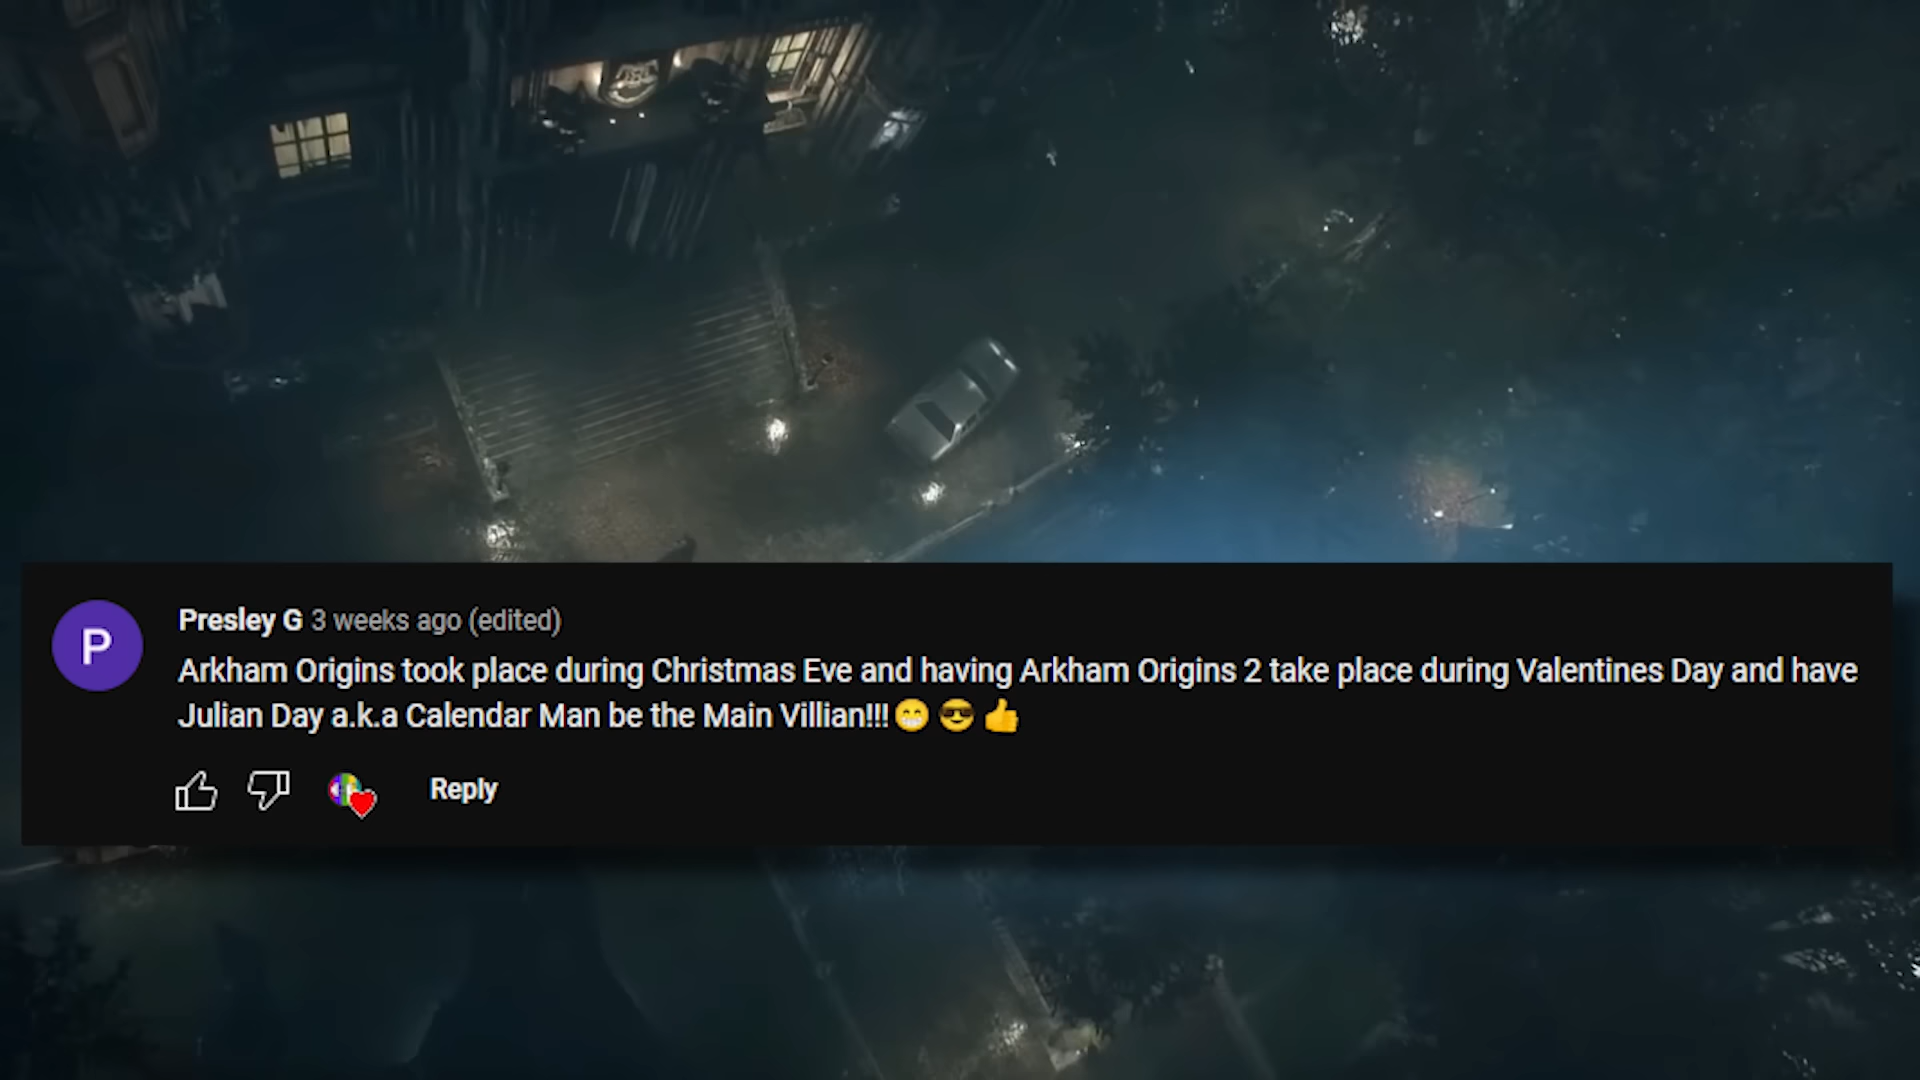 P
Presley G 3 weeks ago (edited)
Arkham Origins took place during Christmas Eve and having Arkham Origins 2 take place during Valentines Day and have
Julian Day a.k.a Calendar Man be the Main Villian!!!😁 😎 👍
Reply